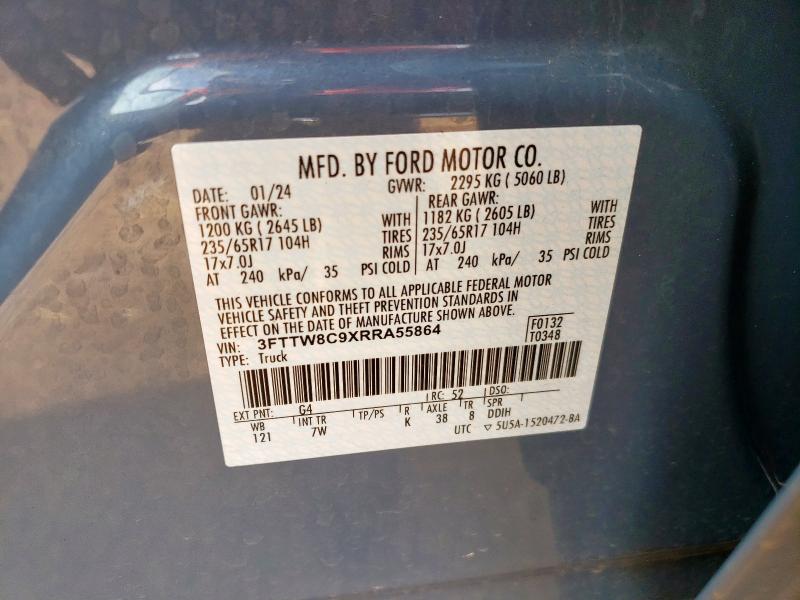 MFD. BY FORD MOTOR CO.
DATE: 01/24 GVWR: 2295 KG ( 5060 LB)
FRONT GAWR: REAR GAWR:
1200 KG ( 2645 LB) WITH 1182 KG ( 2605 LB) WITH
235/65R17 104H TIRES 235/65R17 104H TIRES
17x7.0J RIMS 17x7.0J RIMS
AT 240 kPa/ 35 PSI COLD AT 240 kPa/ 35 PSI COLD
THIS VEHICLE CONFORMS TO ALL APPLICABLE FEDERAL MOTOR
VEHICLE SAFETY AND THEFT PREVENTION STANDARDS IN
EFFECT ON THE DATE OF MANUFACTURE SHOWN ABOVE.
VIN: 3FTTW8C9XRRA55864 F0132
TYPE: Truck T0348
EXT PNT: G4 RC: 52 DSO:
WB INT TR TP/PS R AXLE TR SPR
121 7W K 38 8 DDIH
UTC ▽ 5U5A-1520472-BA